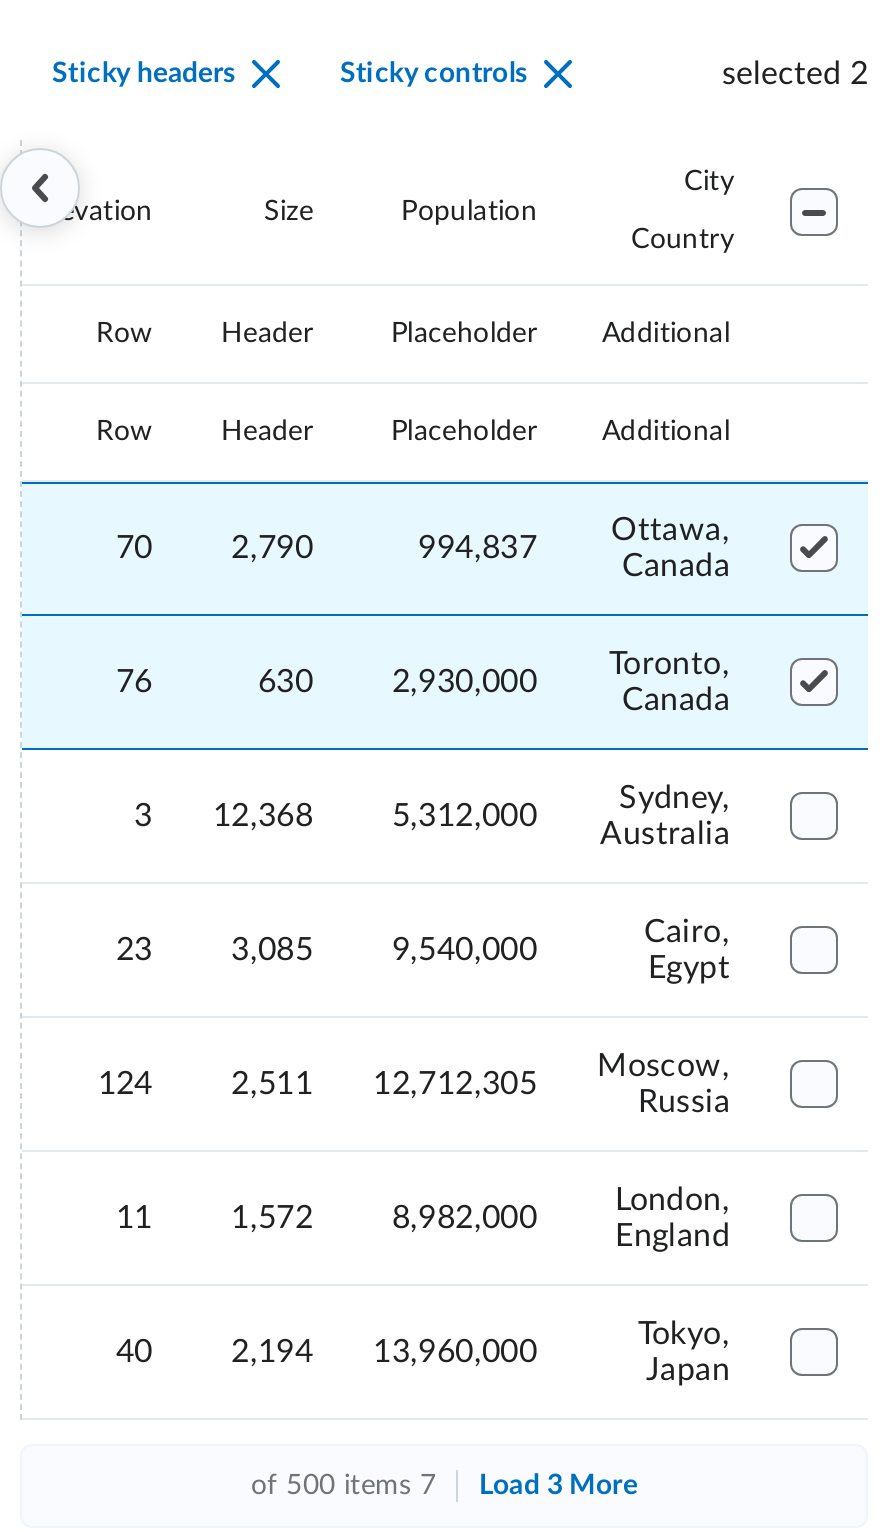 Sticky headers Sticky controls selected 2
evation Size Population City
Country
Row Header Placeholder Additional
Row Header Placeholder Additional
70 2,790 994,837 Ottawa,
Canada
76 630 2,930,000 Toronto,
Canada
3 12,368 5,312,000 Sydney,
Australia
23 3,085 9,540,000 Cairo,
Egypt
124 2,511 12,712,305 Moscow,
Russia
11 1,572 8,982,000 London,
England
40 2,194 13,960,000 Tokyo,
Japan
of 500 items 7 Load 3 More